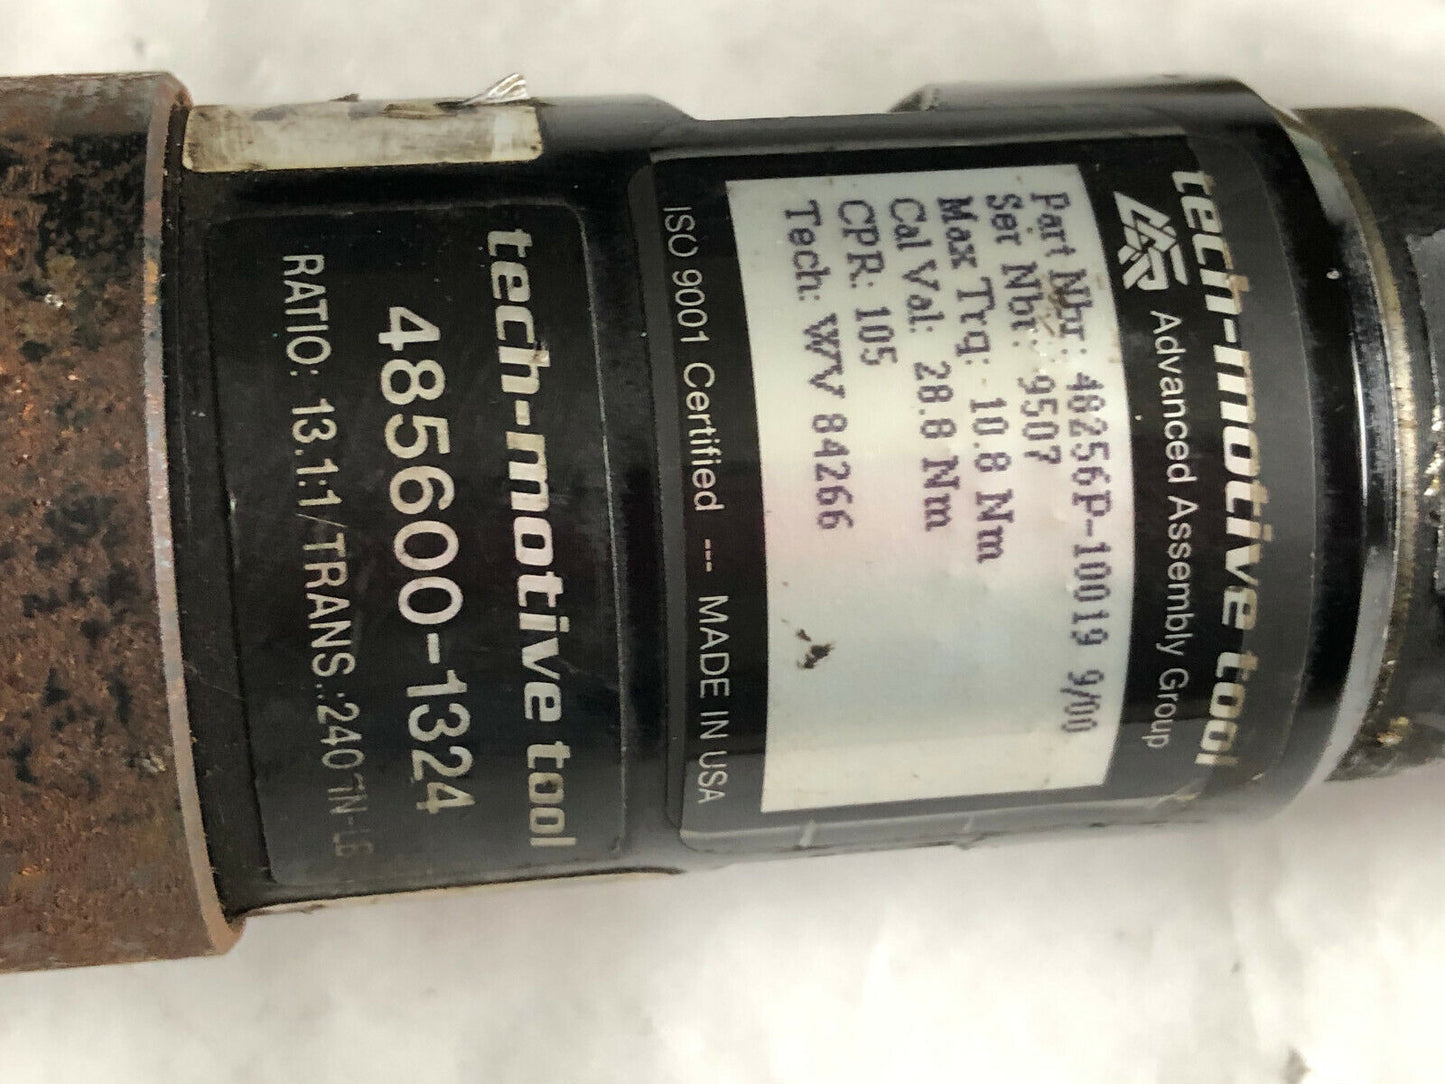 tech-motive tool
Advanced Assembly Group
Part Nbr: 48256P-10019 9/00
Ser Nbr: 9507
Max Trq: 10.8 Nm
Cal Val: 28.8 Nm
CPR: 105
Tech: WV 84266
ISO 9001 Certified --- MADE IN USA
tech-motive tool
485600-1324
RATIO: 13.1:1/TRANS.:240